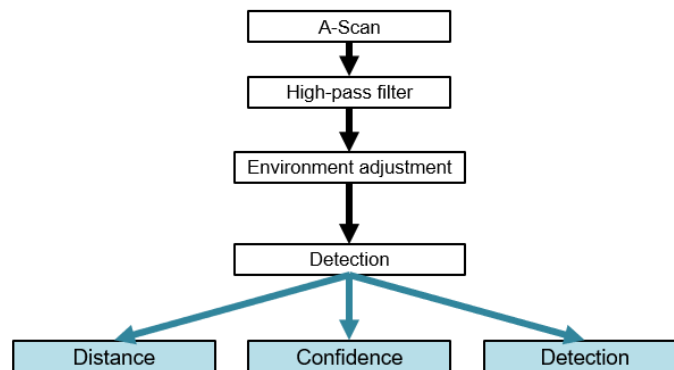 A-Scan
High-pass filter
Environment adjustment
Detection
Distance
Confidence
Detection